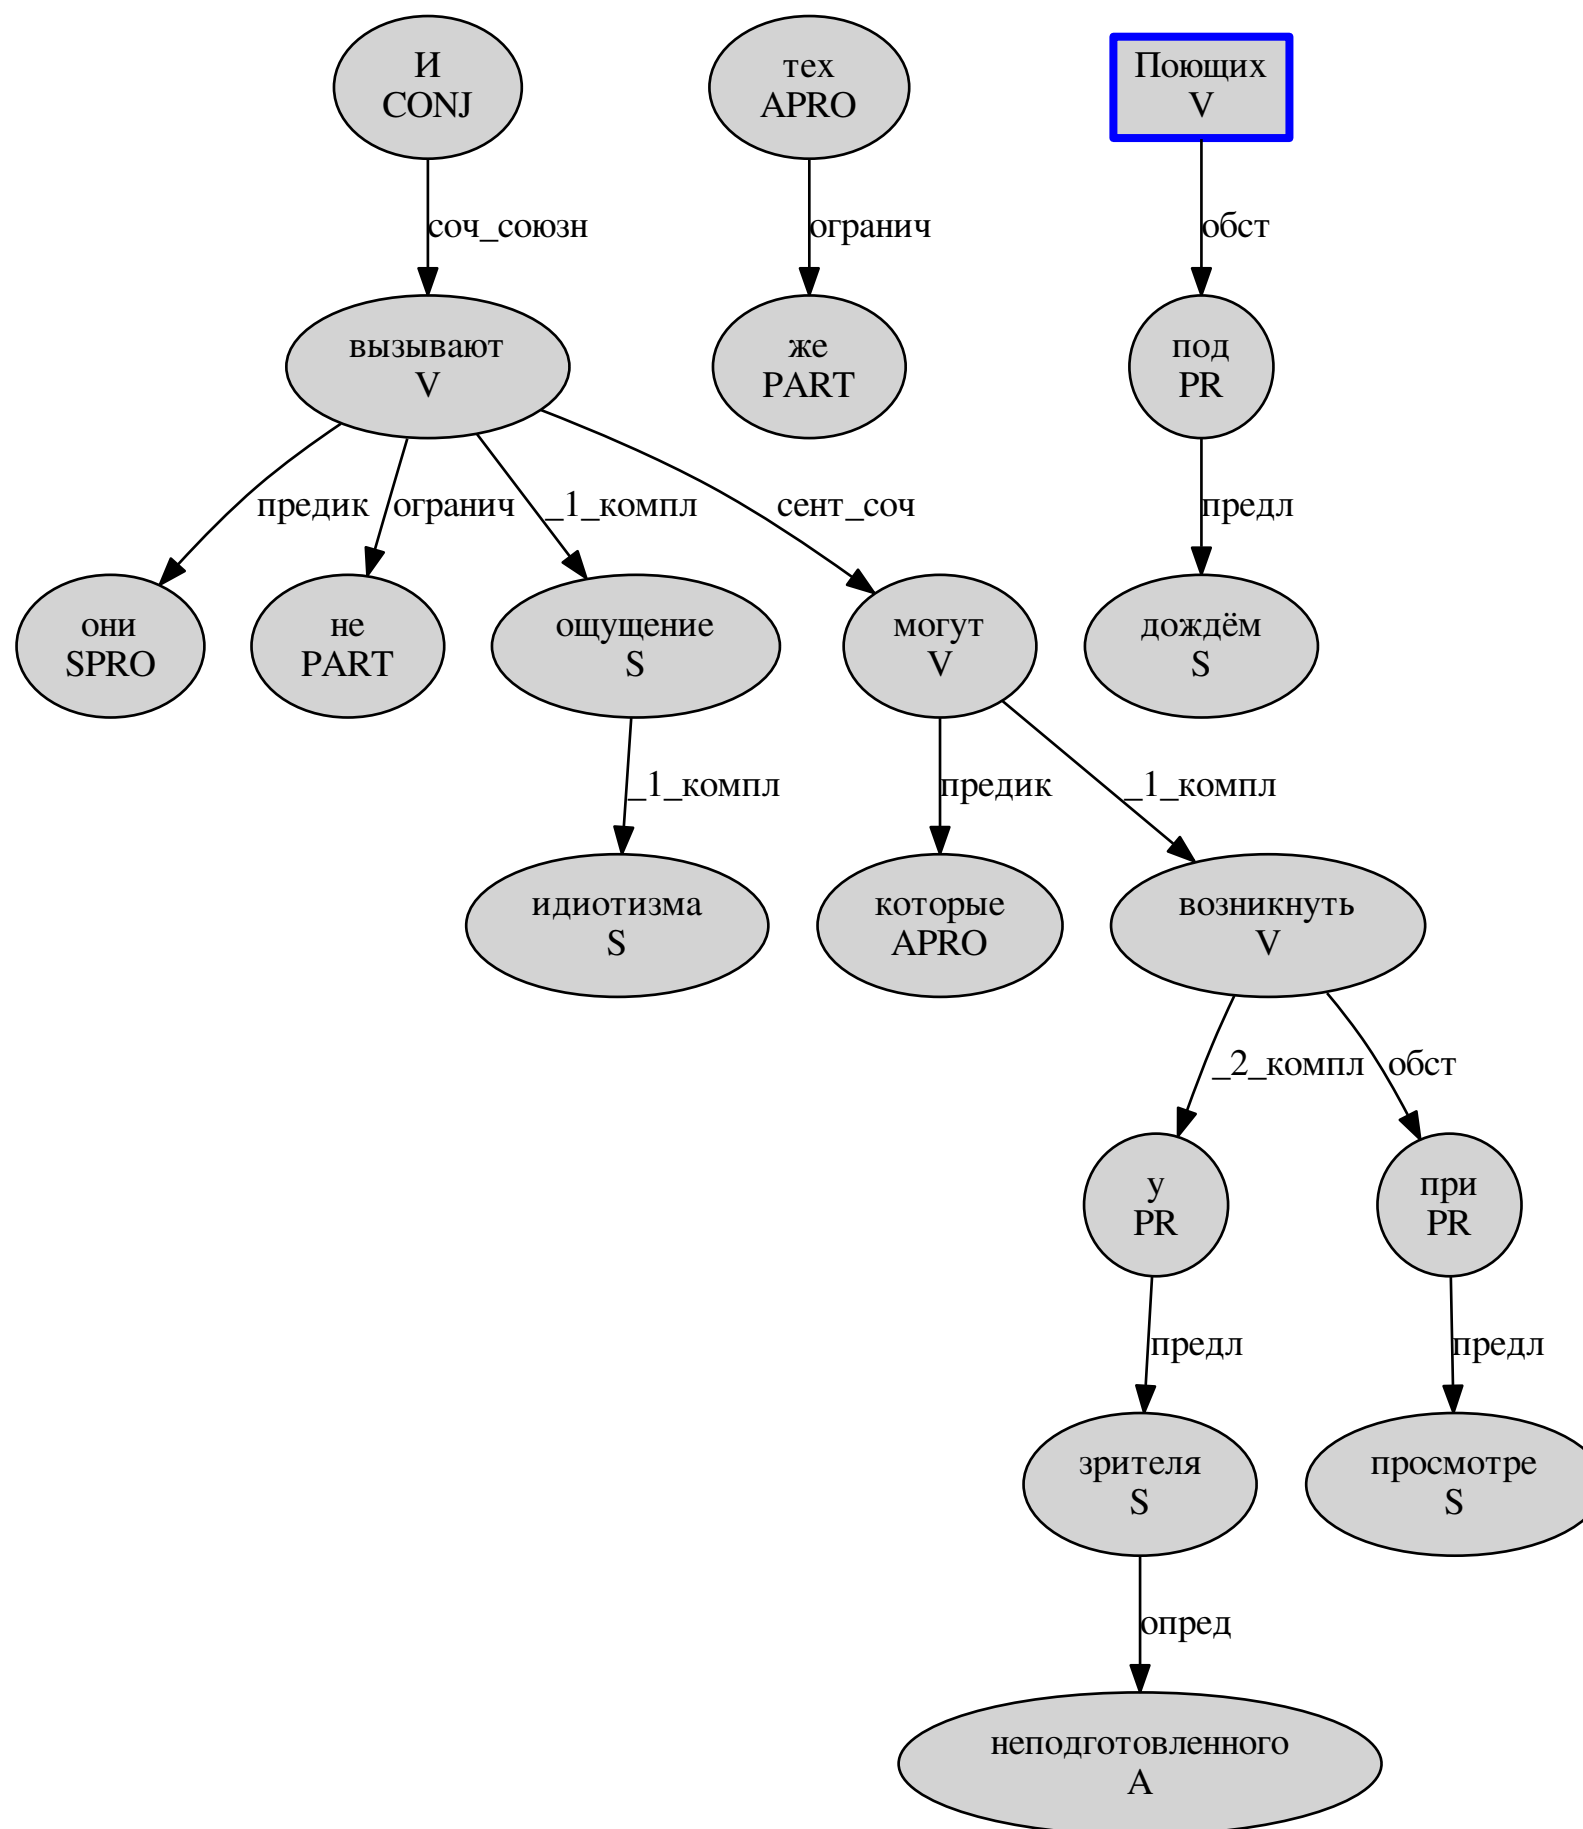 И
CONJ
тех
APRO
Поющих
V
соч_союзн
огранич
обст
вызывают
V
же
PART
под
PR
предик
огранич
_1_компл
сент_соч
предл
они
SPRO
не
PART
ощущение
S
могут
V
дождём
S
_1_компл
предик
_1_компл
идиотизма
S
которые
APRO
возникнуть
V
_2_компл
обст
у
PR
при
PR
предл
предл
зрителя
S
просмотре
S
опред
неподготовленного
A